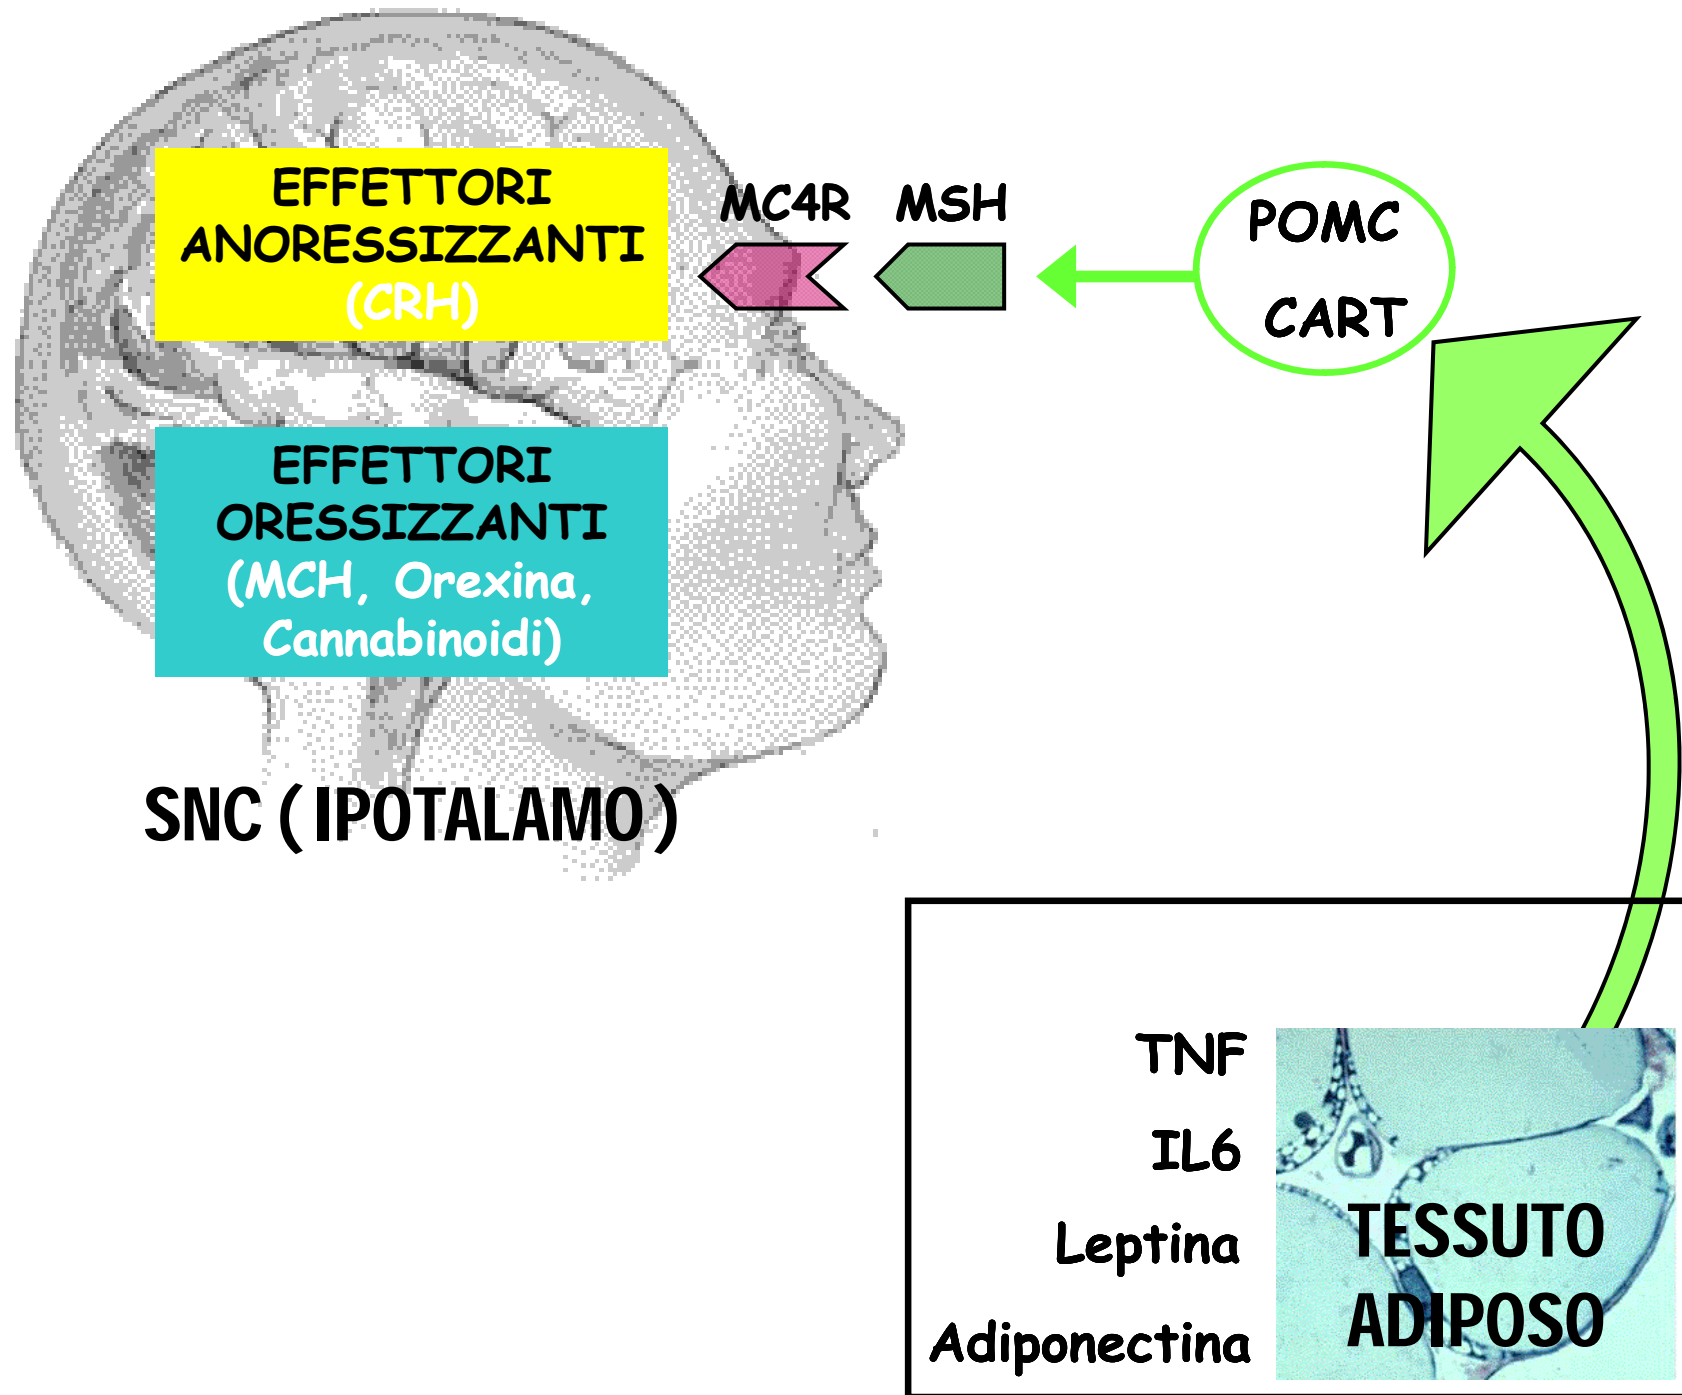 EFFETTORI
ANORESSIZZANTI
(CRH)
MC4R
MSH
POMC
CART
EFFETTORI
ORESSIZZANTI
(MCH, Orexina,
Cannabinoidi)
SNC (IPOTALAMO)
TNF
IL6
Leptina
Adiponectina
TESSUTO
ADIPOSO